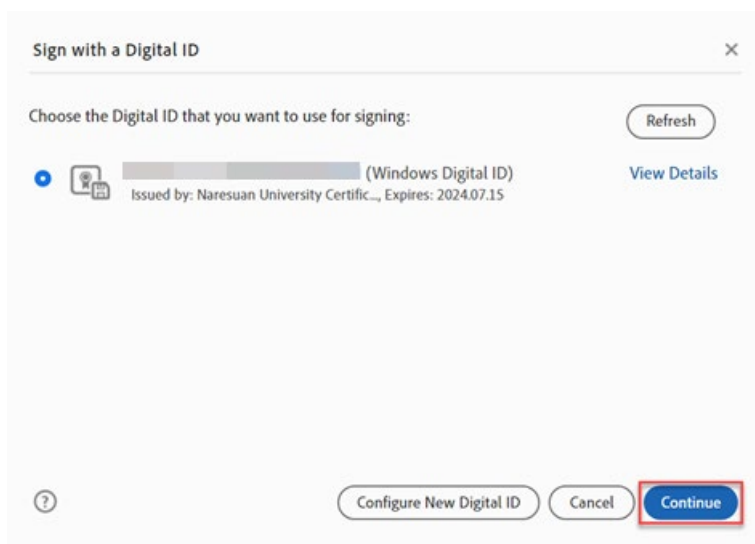 Sign with a Digital ID
Choose the Digital ID that you want to use for signing:
Refresh
(Windows Digital ID)
View Details
Issued by: Naresuan University Certific..., Expires: 2024.07.15
Configure New Digital ID
Cancel
Continue